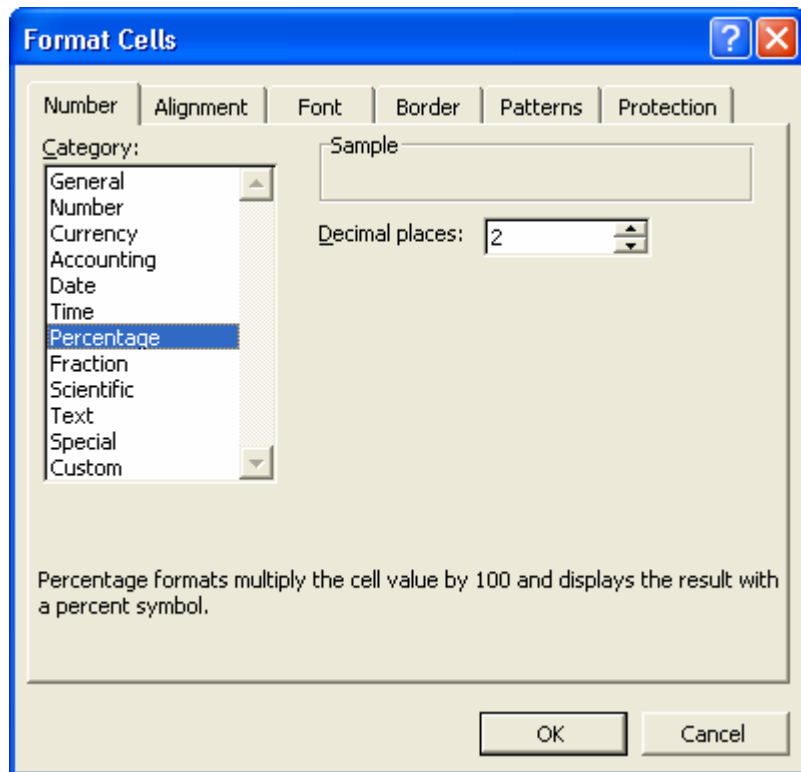 Format Cells
Number Alignment Font Border Patterns Protection
Category:
General
Number
Currency
Accounting
Date
Time
Percentage
Fraction
Scientific
Text
Special
Custom
Sample
Decimal places: 2
Percentage formats multiply the cell value by 100 and displays the result with
a percent symbol.
OK Cancel